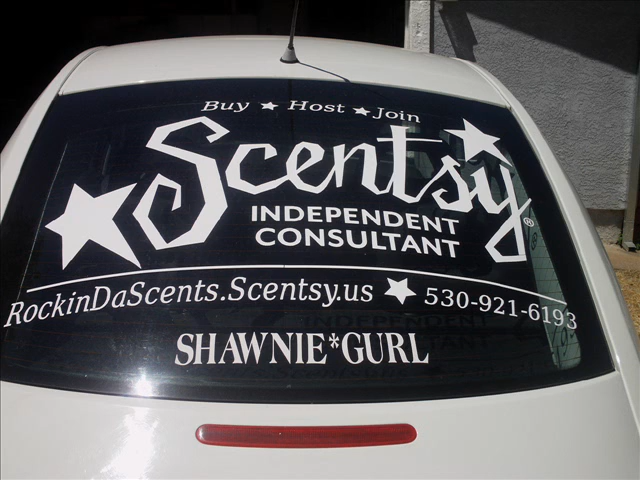 Buy ★ Host ★ Join
Scentsy®
INDEPENDENT
CONSULTANT
RockinDaScents.Scentsy.us ★ 530-921-6193
SHAWNIE*GURL